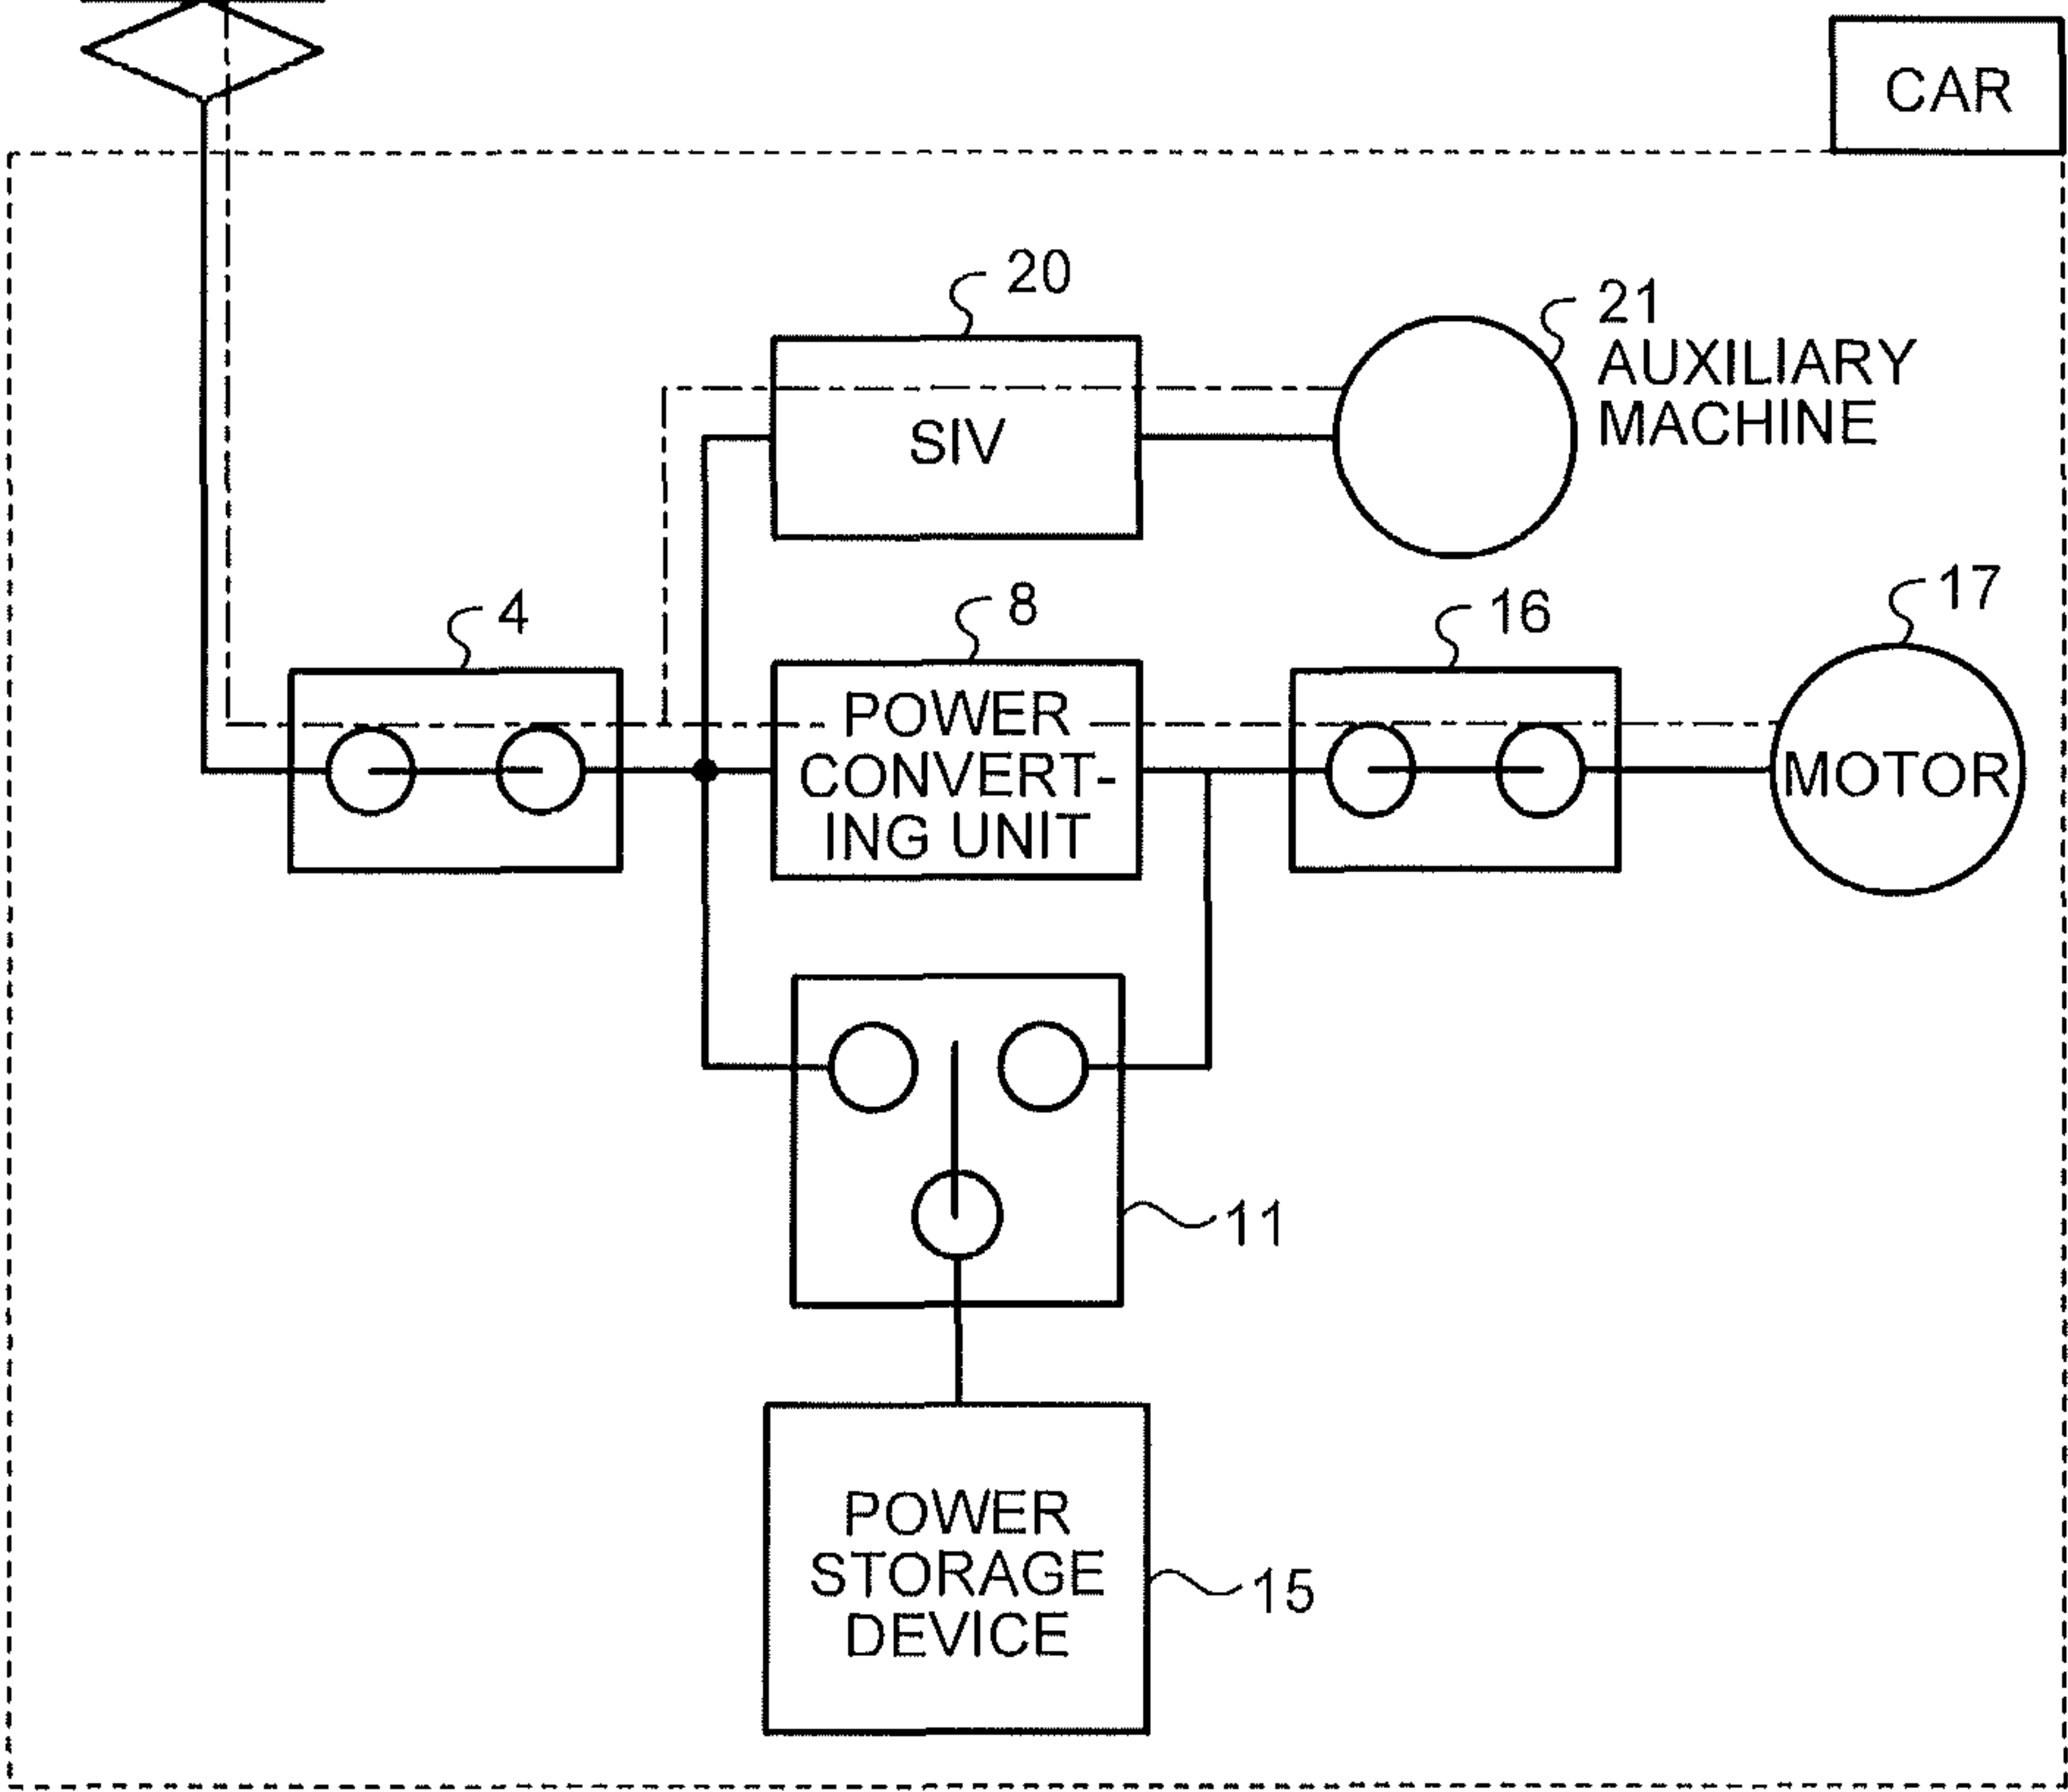 CAR
20
SIV
21
AUXILIARY
MACHINE
4
8
POWER
CONVERT-
ING UNIT
16
17
MOTOR
11
POWER
STORAGE
DEVICE
15